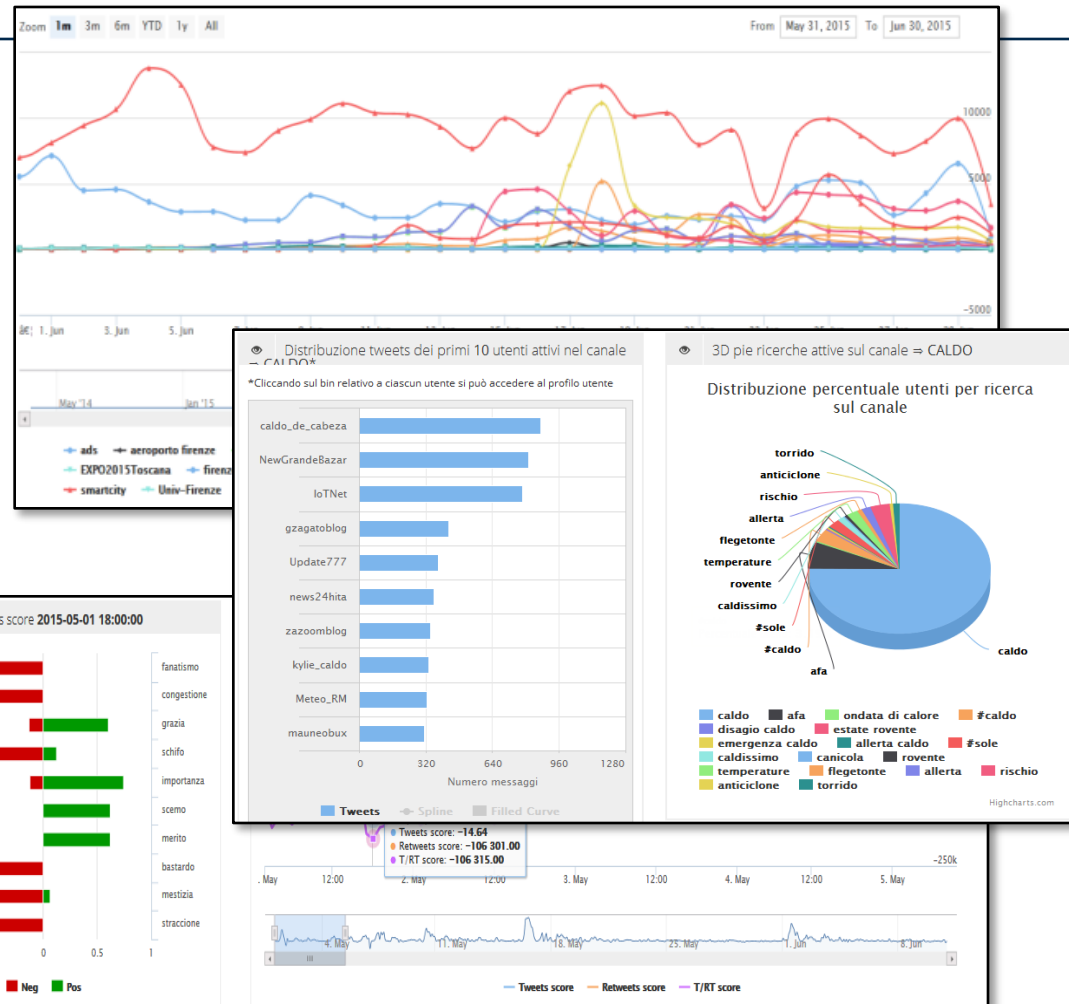 Zoom 1m 3m 6m YTD 1y All
From May 31, 2015 To Jun 30, 2015
10000
5000
-5000
â€¦ 1. Jun 3. Jun 5. Jun
May '14 Jan '15
ads aeroporto firenze
EXPO2015Toscana firenz
smartcity Univ-Firenze
Distribuzione tweets dei primi 10 utenti attivi nel canale
⇒ CALDO*
*Cliccando sul bin relativo a ciascun utente si può accedere al profilo utente
caldo_de_cabeza
NewGrandeBazar
IoTNet
gzagatoblog
Update777
news24hita
zazoomblog
kylie_caldo
Meteo_RM
mauneobux
0 320 640 960 1280
Numero messaggi
Tweets Spline Filled Curve
3D pie ricerche attive sul canale ⇒ CALDO
Distribuzione percentuale utenti per ricerca
sul canale
torrido
anticiclone
rischio
allerta
flegetonte
temperature
rovente
caldissimo
#sole
#caldo
afa
caldo
caldo afa ondata di calore #caldo
disagio caldo estate rovente
emergenza caldo allerta caldo #sole
caldissimo canicola rovente
temperature flegetonte allerta rischio
anticiclone torrido
Highcharts.com
s score 2015-05-01 18:00:00
fanatismo
congestione
grazia
schifo
importanza
scemo
merito
bastardo
mestizia
straccione
0 0.5 1
Neg Pos
Tweets score: -14.64
Retweets score: -106 301.00
T/RT score: -106 315.00
-250k
. May 12:00 2. May 12:00 3. May 12:00 4. May 12:00 5. May
4. May 11. May 18. May 25. May 1. Jun 8. Jun
Tweets score Retweets score T/RT score